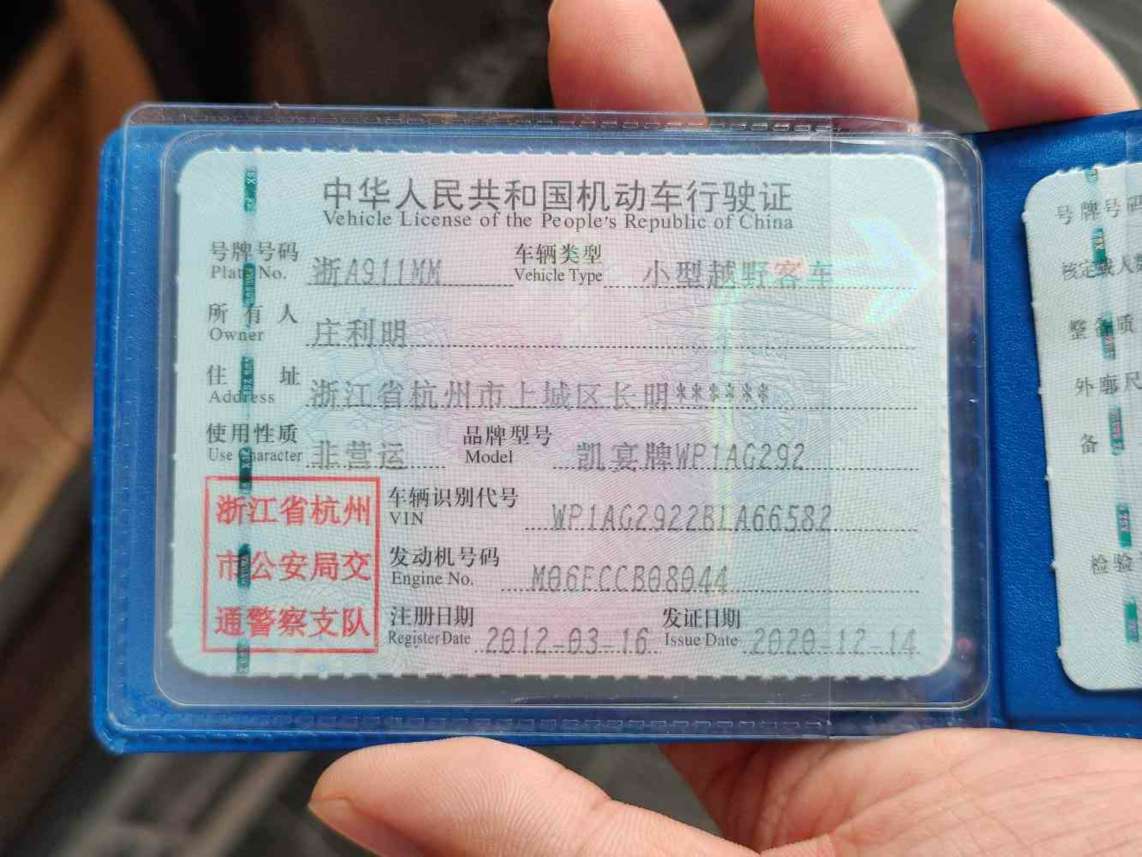 中华人民共和国机动车行驶证
Vehicle License of the People's Republic of China
号牌号码 浙A911MM 车辆类型 小型越野客车
Plate No. Vehicle Type
所有人 庄利明
Owner
住址 浙江省杭州市上城区长明******
Address
使用性质 非营运 品牌型号 凯宴牌WP1AG292
Use Character Model
浙江省杭州
市公安局交
通警察支队
车辆识别代号 WP1AG2922BLA66582
VIN
发动机号码 M06ECCB08044
Engine No.
注册日期 2012-03-16 发证日期 2020-12-14
Register Date Issue Date
号牌号码
核定载人数
整备质
外廓尺
备
检验